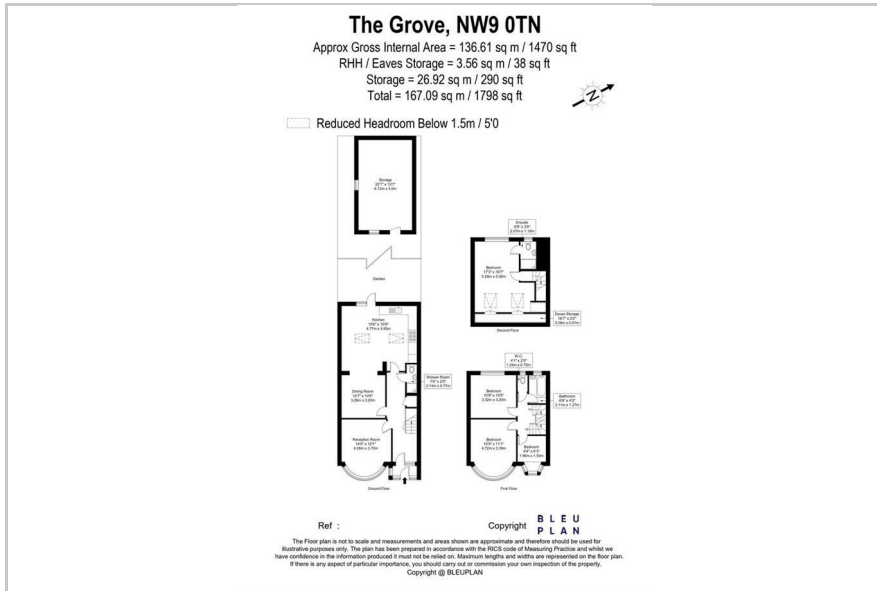 The Grove, NW9 0TN
Approx Gross Internal Area = 136.61 sq m / 1470 sq ft
RHH / Eaves Storage = 3.56 sq m / 38 sq ft
Storage = 26.92 sq m / 290 sq ft
Total = 167.09 sq m / 1798 sq ft
N
Reduced Headroom Below 1.5m / 5'0
Storage
Garden
Kitchen
Dining Room
Reception Room
Shower Room
Ground Floor
Ensuite
Bedroom
Eaves Storage
Second Floor
W.C
Bedroom
Bathroom
Bedroom
Bedroom
First Floor
Ref :
Copyright
BLEU
PLAN
The Floor plan is not to scale and measurements and areas shown are approximate and therefore should be used for
illustrative purposes only. The plan has been prepared in accordance with the RICS code of Measuring Practice and whilst we
have confidence in the information produced it must not be relied on. Maximum lengths and widths are represented on the floor plan.
If there is any aspect of particular importance, you should carry out or commission your own inspection of the property.
Copyright @ BLEUPLAN